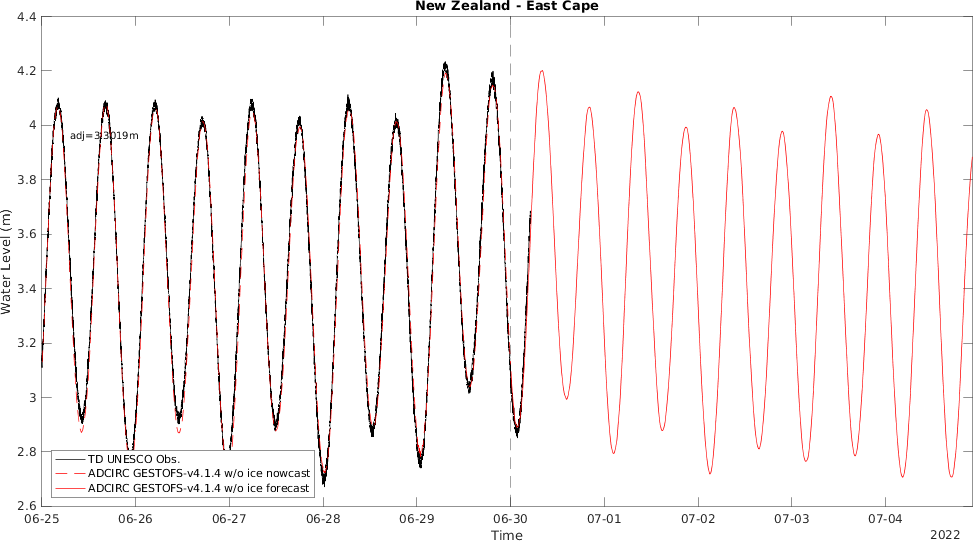 New Zealand - East Cape
4.4
4.2
4
3.8
3.6
3.4
3.2
3
2.8
2.6
Water Level (m)
adj=3.3019m
TD UNESCO Obs.
ADCIRC GESTOFS-v4.1.4 w/o ice nowcast
ADCIRC GESTOFS-v4.1.4 w/o ice forecast
06-25 06-26 06-27 06-28 06-29 06-30 07-01 07-02 07-03 07-04
Time
2022